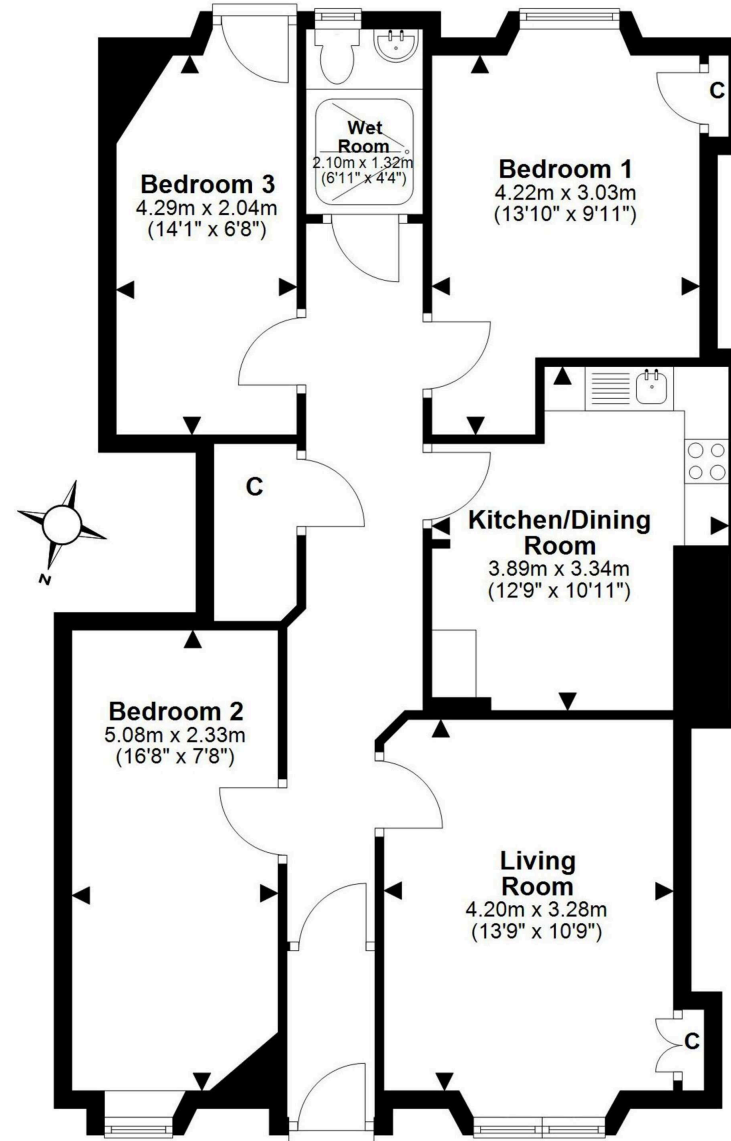 Bedroom 3
4.29m x 2.04m
(14'1" x 6'8")
Wet
Room
2.10m x 1.32m
(6'11" x 4'4")
Bedroom 1
4.22m x 3.03m
(13'10" x 9'11")
C
C
N
Kitchen/Dining
Room
3.89m x 3.34m
(12'9" x 10'11")
Bedroom 2
5.08m x 2.33m
(16'8" x 7'8")
Living
Room
4.20m x 3.28m
(13'9" x 10'9")
C